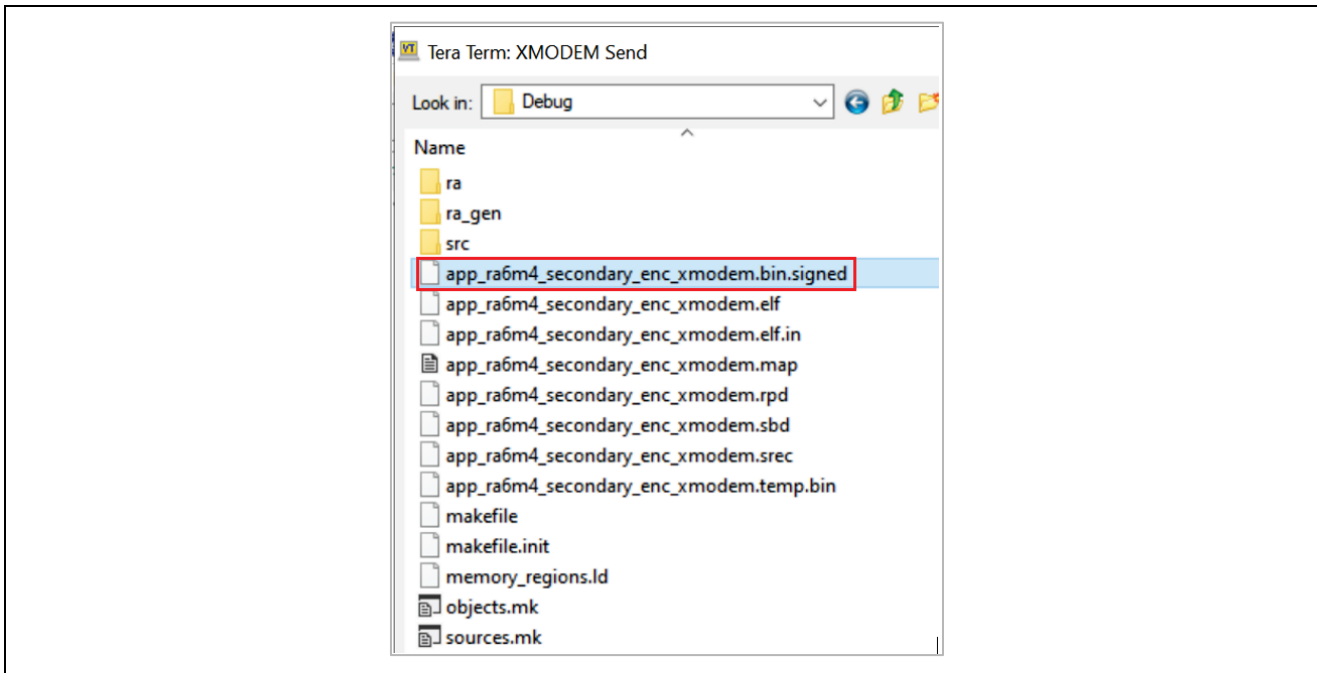 VT
Tera Term: XMODEM Send
Look in: Debug
Name
ra
ra_gen
src
app_ra6m4_secondary_enc_xmodem.bin.signed
app_ra6m4_secondary_enc_xmodem.elf
app_ra6m4_secondary_enc_xmodem.elf.in
app_ra6m4_secondary_enc_xmodem.map
app_ra6m4_secondary_enc_xmodem.rpd
app_ra6m4_secondary_enc_xmodem.sbd
app_ra6m4_secondary_enc_xmodem.srec
app_ra6m4_secondary_enc_xmodem.temp.bin
makefile
makefile.init
memory_regions.ld
objects.mk
sources.mk